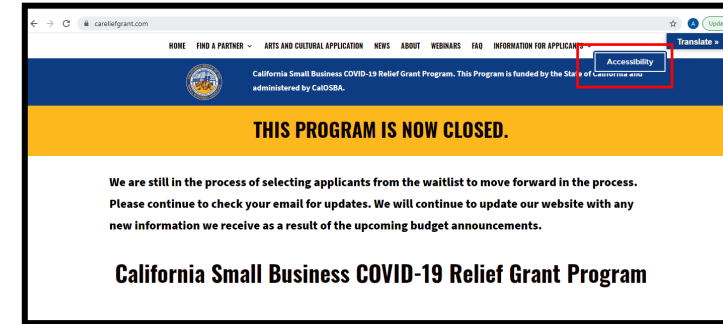 careliefgrant.com
HOME FIND A PARTNER ARTS AND CULTURAL APPLICATION NEWS ABOUT WEBINARS FAQ INFORMATION FOR APPLICANTS
Translate »
Accessibility
California Small Business COVID-19 Relief Grant Program. This Program is funded by the State of California and
administered by CalOSBA.
THIS PROGRAM IS NOW CLOSED.
We are still in the process of selecting applicants from the waitlist to move forward in the process.
Please continue to check your email for updates. We will continue to update our website with any
new information we receive as a result of the upcoming budget announcements.
California Small Business COVID-19 Relief Grant Program